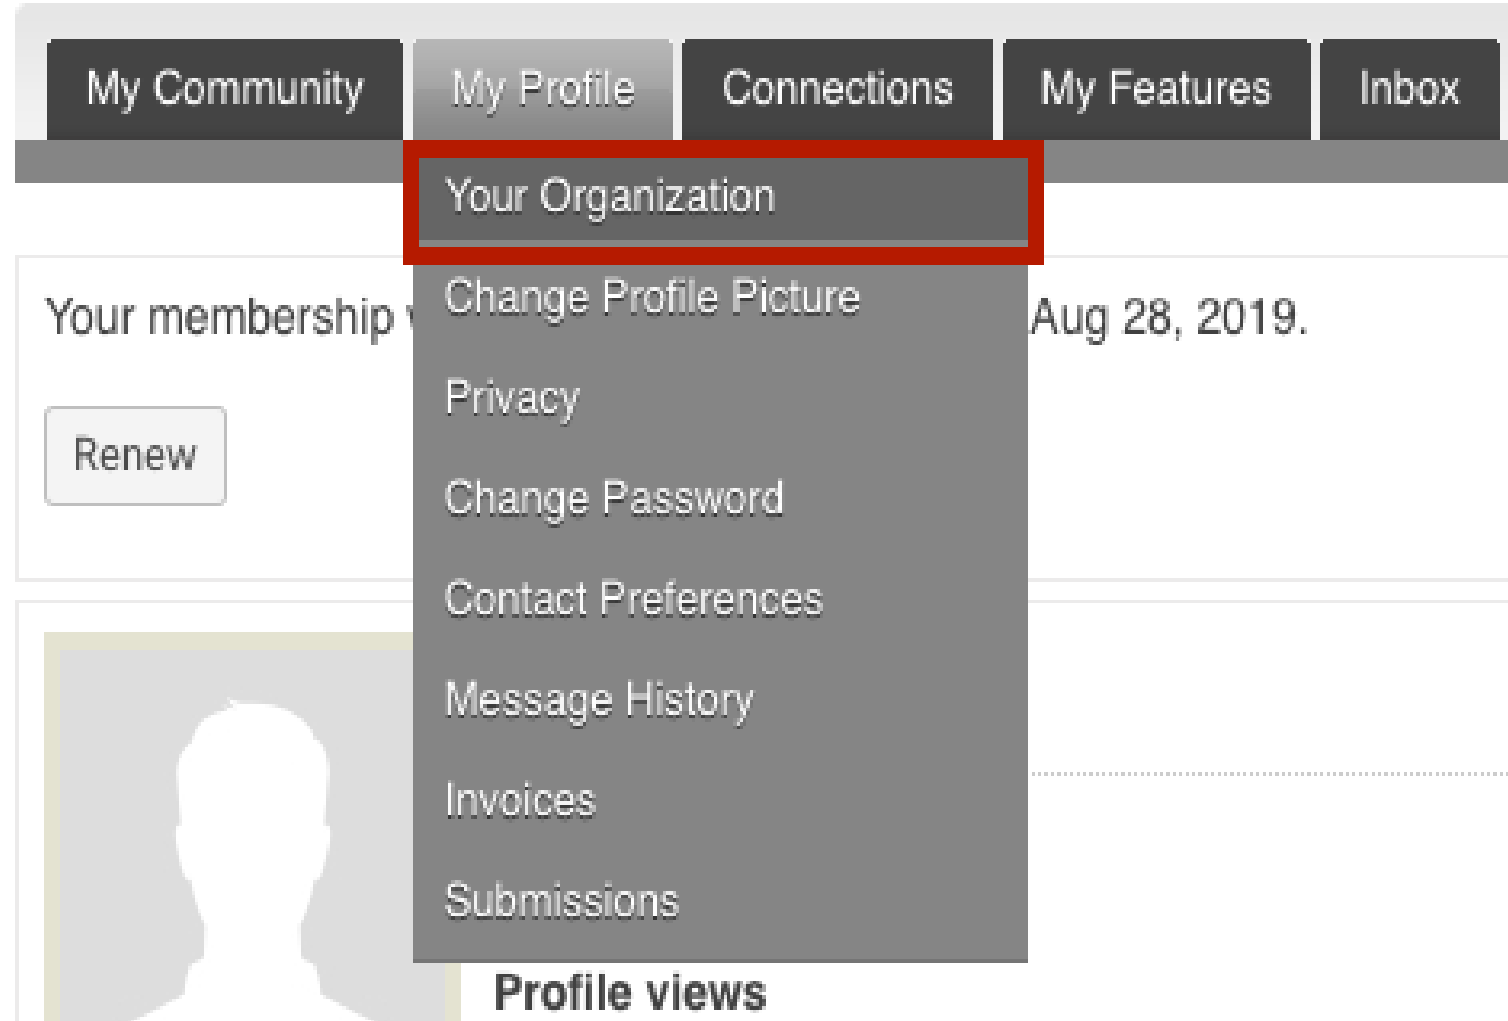 My Community My Profile Connections My Features Inbox
Your Organization
Change Profile Picture
Your membership Aug 28, 2019.
Privacy
Renew
Change Password
Contact Preferences
Message History
Invoices
Submissions
Profile views